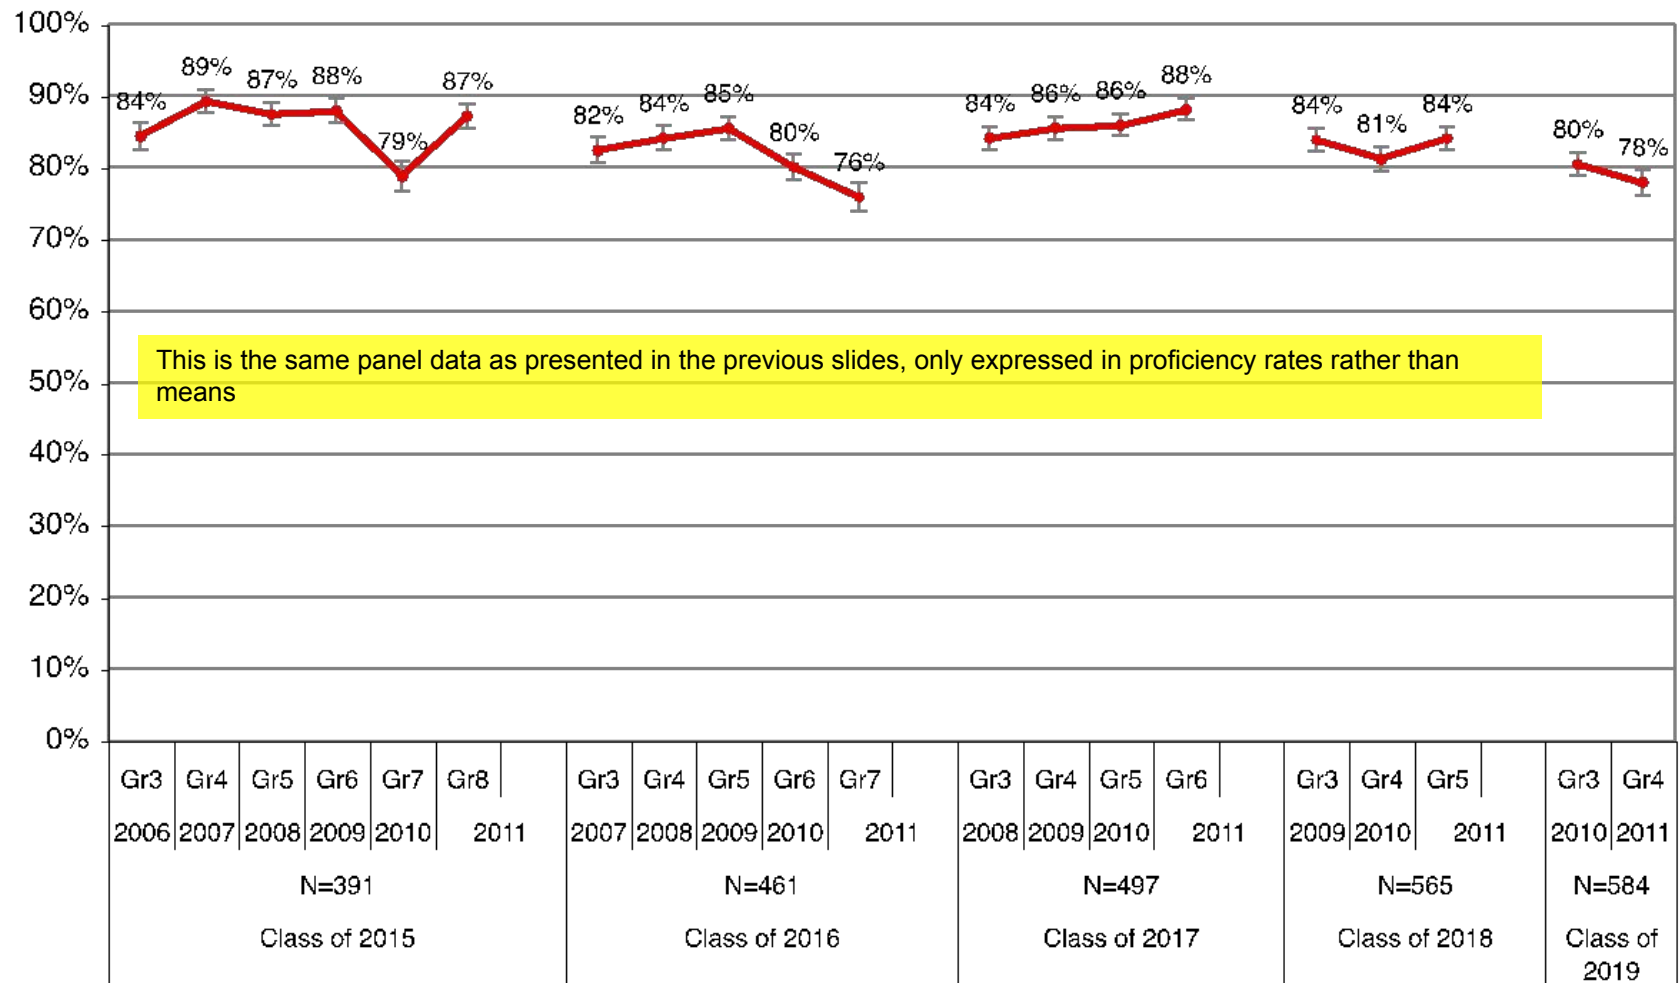 100%
90%
80%
70%
60%
50%
40%
30%
20%
10%
0%
84% 89% 87% 88% 79% 87%
82% 84% 85% 80% 76%
84% 86% 86% 88%
84% 81% 84%
80% 78%
This is the same panel data as presented in the previous slides, only expressed in proficiency rates rather than
means
Gr3 Gr4 Gr5 Gr6 Gr7 Gr8 Gr3 Gr4 Gr5 Gr6 Gr7 Gr3 Gr4 Gr5 Gr6 Gr3 Gr4 Gr5 Gr3 Gr4
2006 2007 2008 2009 2010 2011 2007 2008 2009 2010 2011 2008 2009 2010 2011 2009 2010 2011 2010 2011
N=391 N=461 N=497 N=565 N=584
Class of 2015 Class of 2016 Class of 2017 Class of 2018 Class of
2019